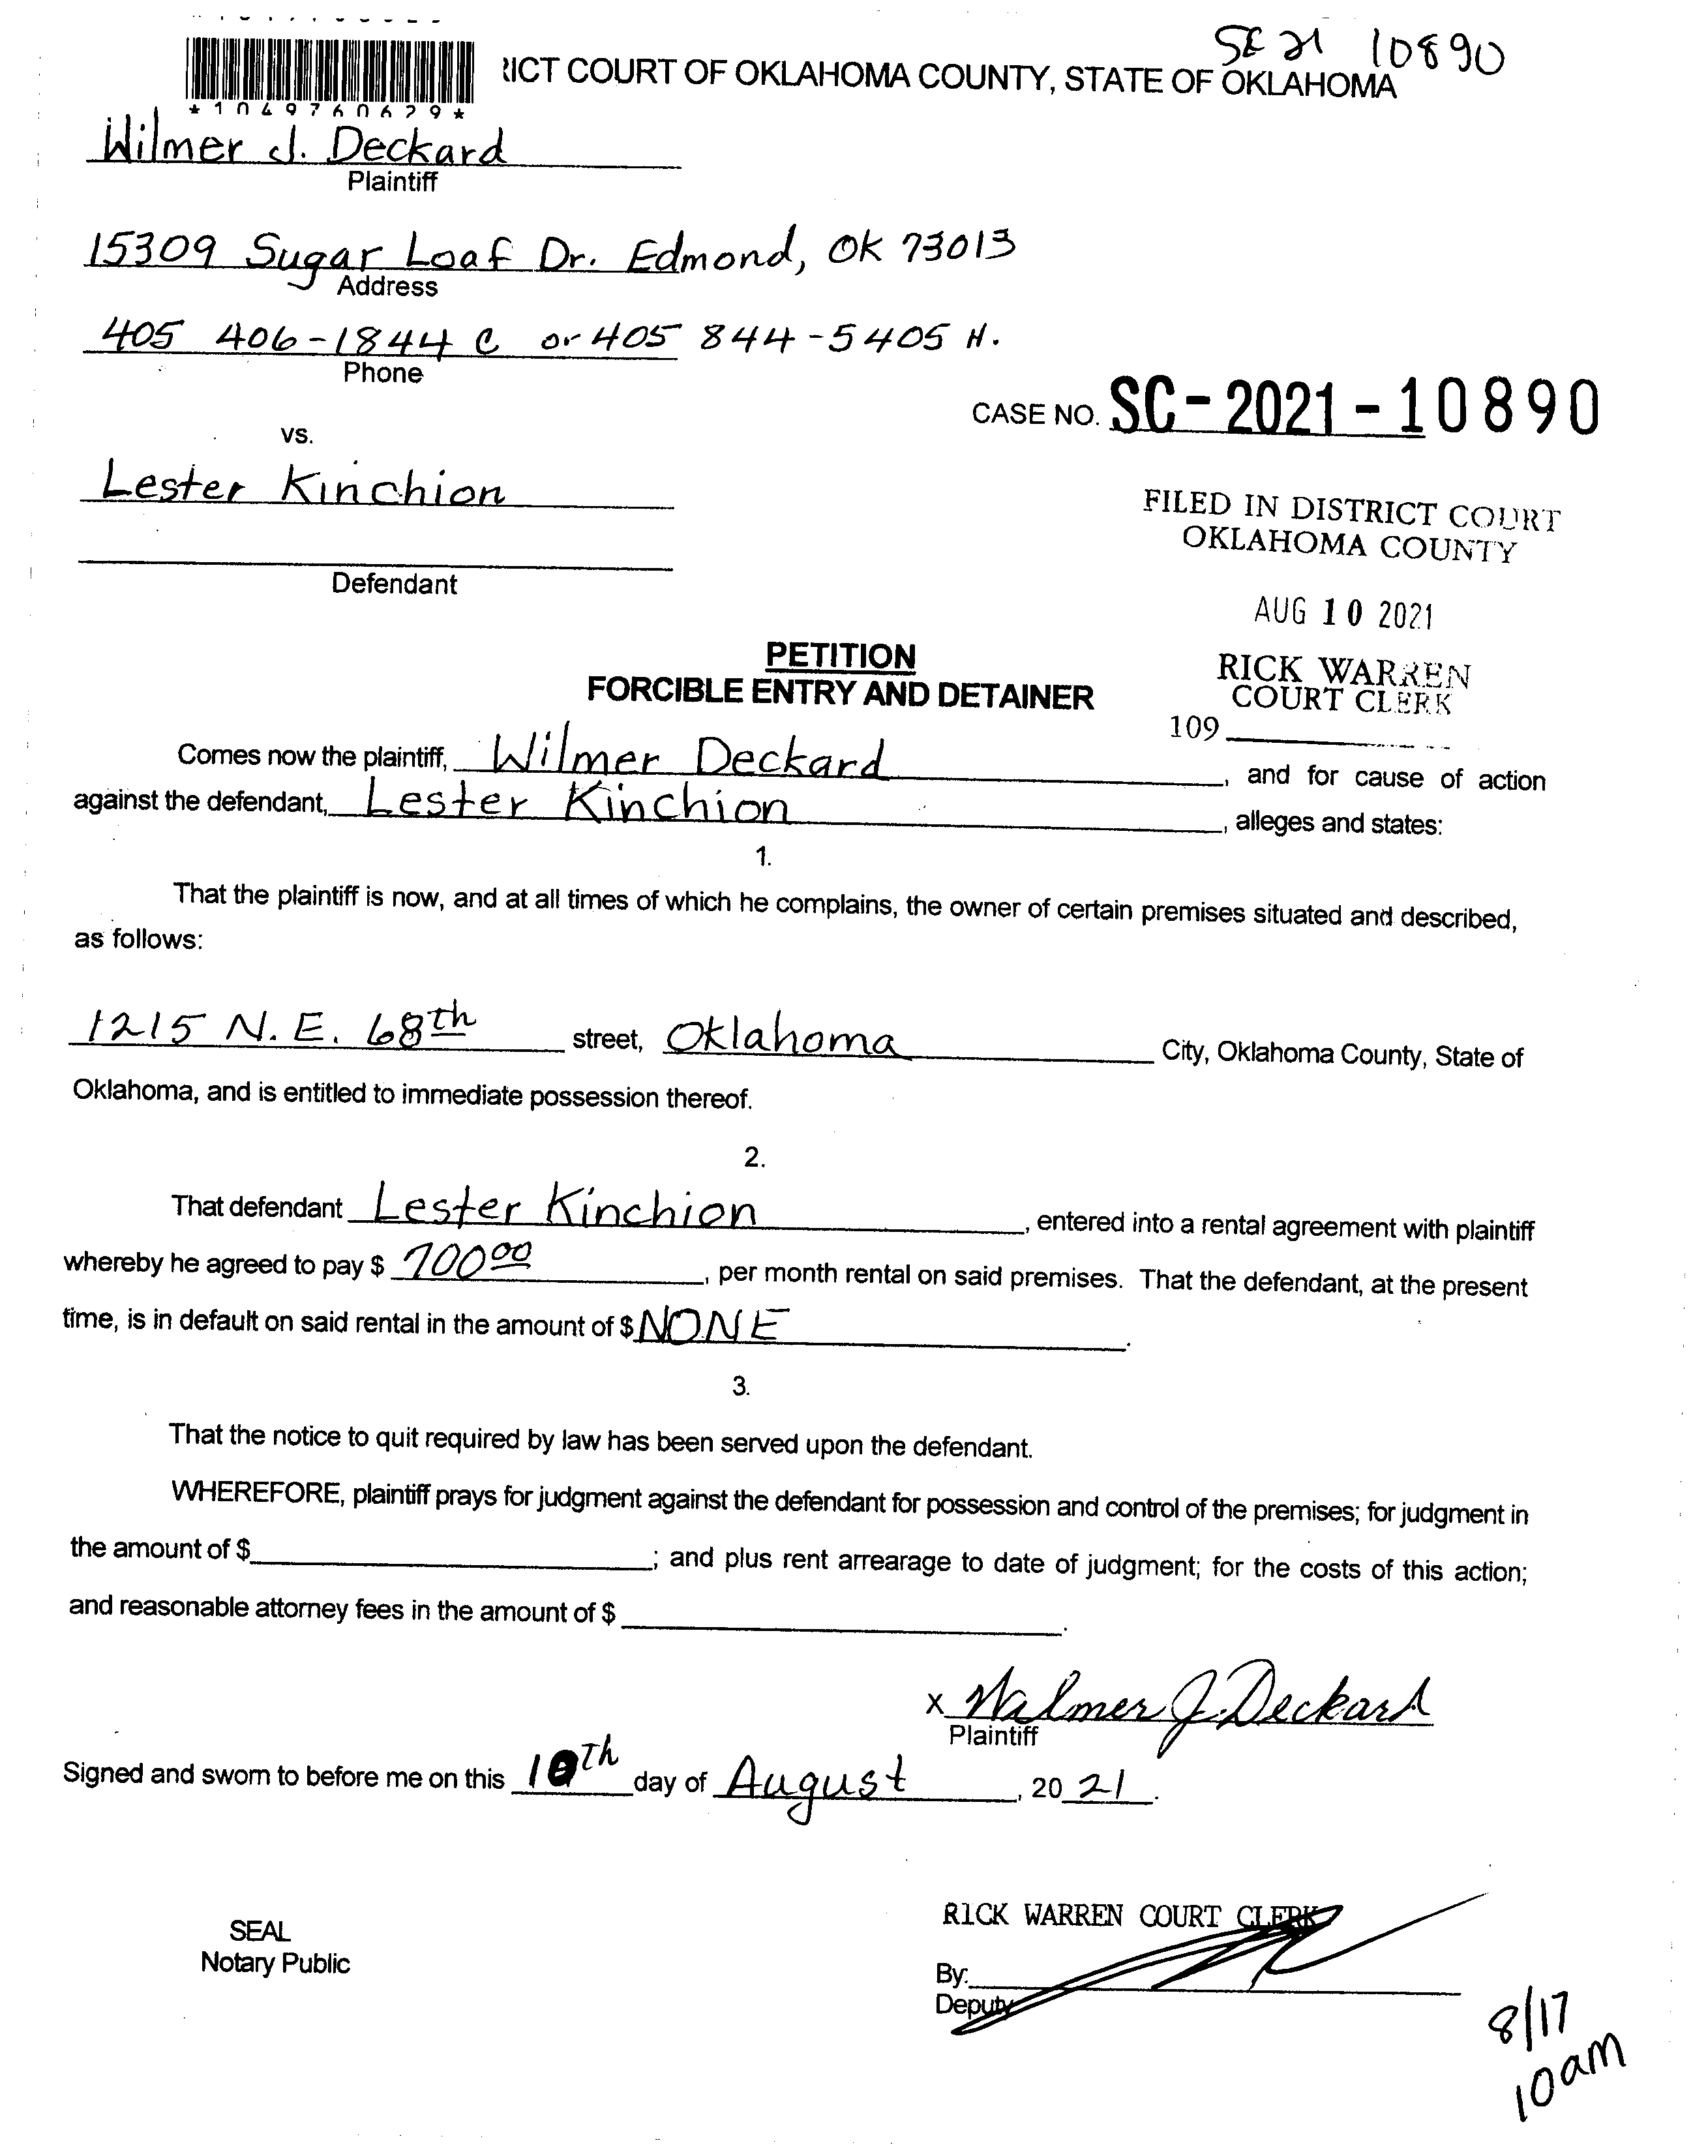 SC 21 10890
RICT COURT OF OKLAHOMA COUNTY, STATE OF OKLAHOMA
* 1 0 4 9 7 6 0 6 2 9 *
Wilmer J. Deckard
Plaintiff
15309 Sugar Loaf Dr. Edmond, OK 73013
Address
405 406-1844 C or 405 844-5405 H.
Phone
CASE NO. SC-2021-10890
vs.
Lester Kinchion
FILED IN DISTRICT COURT
OKLAHOMA COUNTY
Defendant
AUG 10 2021
PETITION
FORCIBLE ENTRY AND DETAINER
RICK WARREN
COURT CLERK
109
Comes now the plaintiff, Wilmer Deckard, and for cause of action
against the defendant, Lester Kinchion, alleges and states:
1.
That the plaintiff is now, and at all times of which he complains, the owner of certain premises situated and described,
as follows:
1215 N.E. 68th street, Oklahoma City, Oklahoma County, State of
Oklahoma, and is entitled to immediate possession thereof.
2.
That defendant Lester Kinchion, entered into a rental agreement with plaintiff
whereby he agreed to pay $ 700 00, per month rental on said premises. That the defendant, at the present
time, is in default on said rental in the amount of $ NONE.
3.
That the notice to quit required by law has been served upon the defendant.
WHEREFORE, plaintiff prays for judgment against the defendant for possession and control of the premises; for judgment in
the amount of $ ; and plus rent arrearage to date of judgment; for the costs of this action;
and reasonable attorney fees in the amount of $ .
X Wilmer J. Deckard
Plaintiff
Signed and sworn to before me on this 10th day of August, 20 21.
SEAL
Notary Public
RICK WARREN COURT CLERK
By:
Deputy
8/17
10am